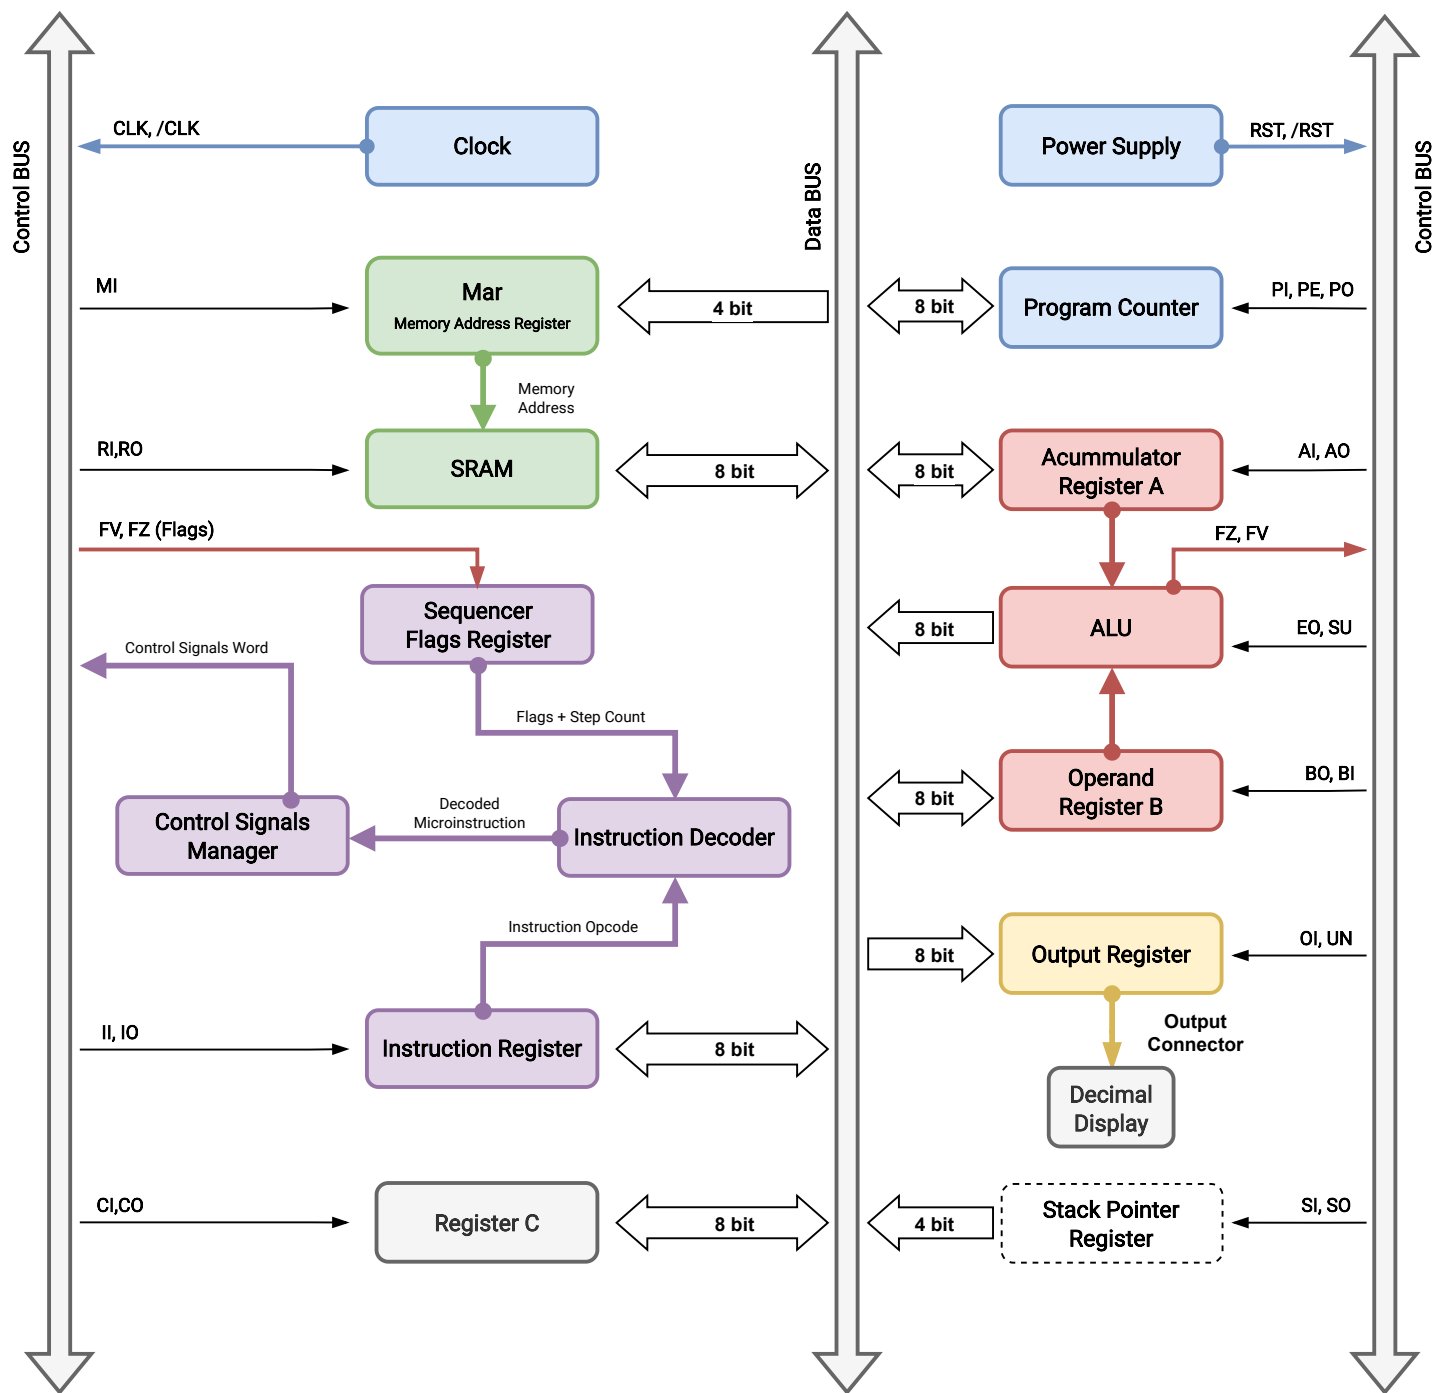 CLK, /CLK
Clock
Power Supply
RST, /RST
Control BUS
Data BUS
Control BUS
MI
Mar
Memory Address Register
4 bit
8 bit
Program Counter
PI, PE, PO
Memory
Address
RI,RO
SRAM
8 bit
8 bit
Acummulator
Register A
AI, AO
FV, FZ (Flags)
FZ, FV
Sequencer
Flags Register
8 bit
ALU
EO, SU
Control Signals Word
Flags + Step Count
Control Signals
Manager
Decoded
Microinstruction
Instruction Decoder
8 bit
Operand
Register B
BO, BI
Instruction Opcode
8 bit
Output Register
OI, UN
II, IO
Instruction Register
8 bit
Output
Connector
Decimal
Display
CI,CO
Register C
8 bit
4 bit
Stack Pointer
Register
SI, SO